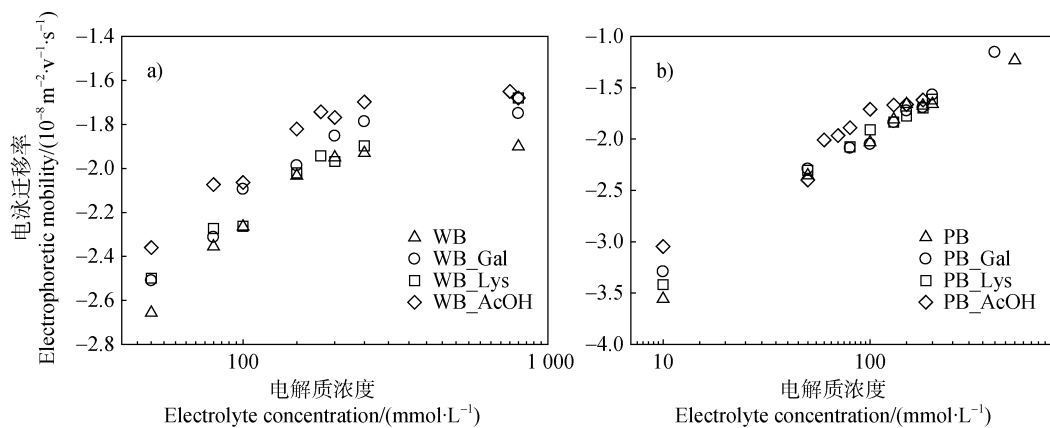 电泳迁移率
Electrophoretic mobility/(10⁻⁸ m⁻²·v⁻¹·s⁻¹)
−1.4
−1.6
−1.8
−2.0
−2.2
−2.4
−2.6
−2.8
a)
WB
WB_Gal
WB_Lys
WB_AcOH
100
1 000
电解质浓度
Electrolyte concentration/(mmol·L⁻¹)
−1.0
−1.5
−2.0
−2.5
−3.0
−3.5
−4.0
b)
PB
PB_Gal
PB_Lys
PB_AcOH
10
100
电解质浓度
Electrolyte concentration/(mmol·L⁻¹)